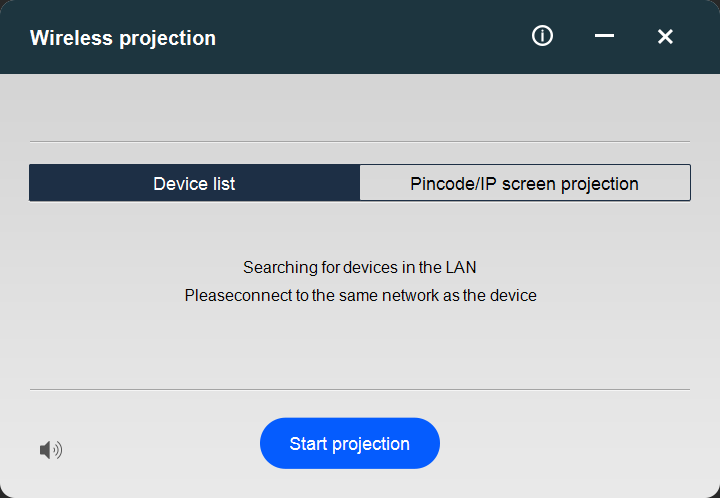 Wireless projection
Device list
Pincode/IP screen projection
Searching for devices in the LAN
Pleaseconnect to the same network as the device
Start projection